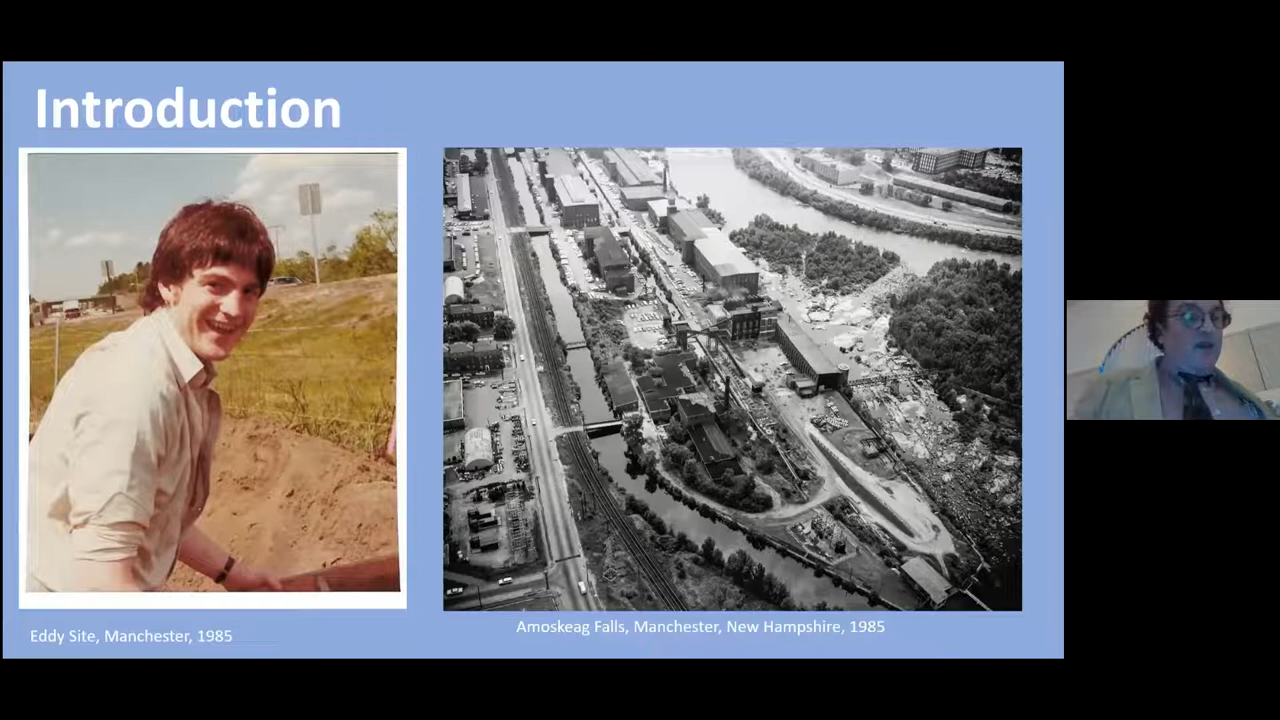 Introduction
Eddy Site, Manchester, 1985
Amoskeag Falls, Manchester, New Hampshire, 1985